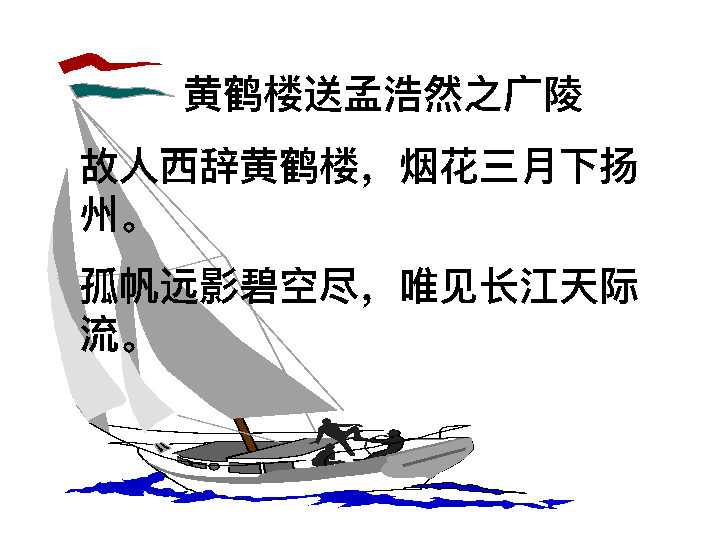 黄鹤楼送孟浩然之广陵
故人西辞黄鹤楼，烟花三月下扬
州。
孤帆远影碧空尽，唯见长江天际
流。